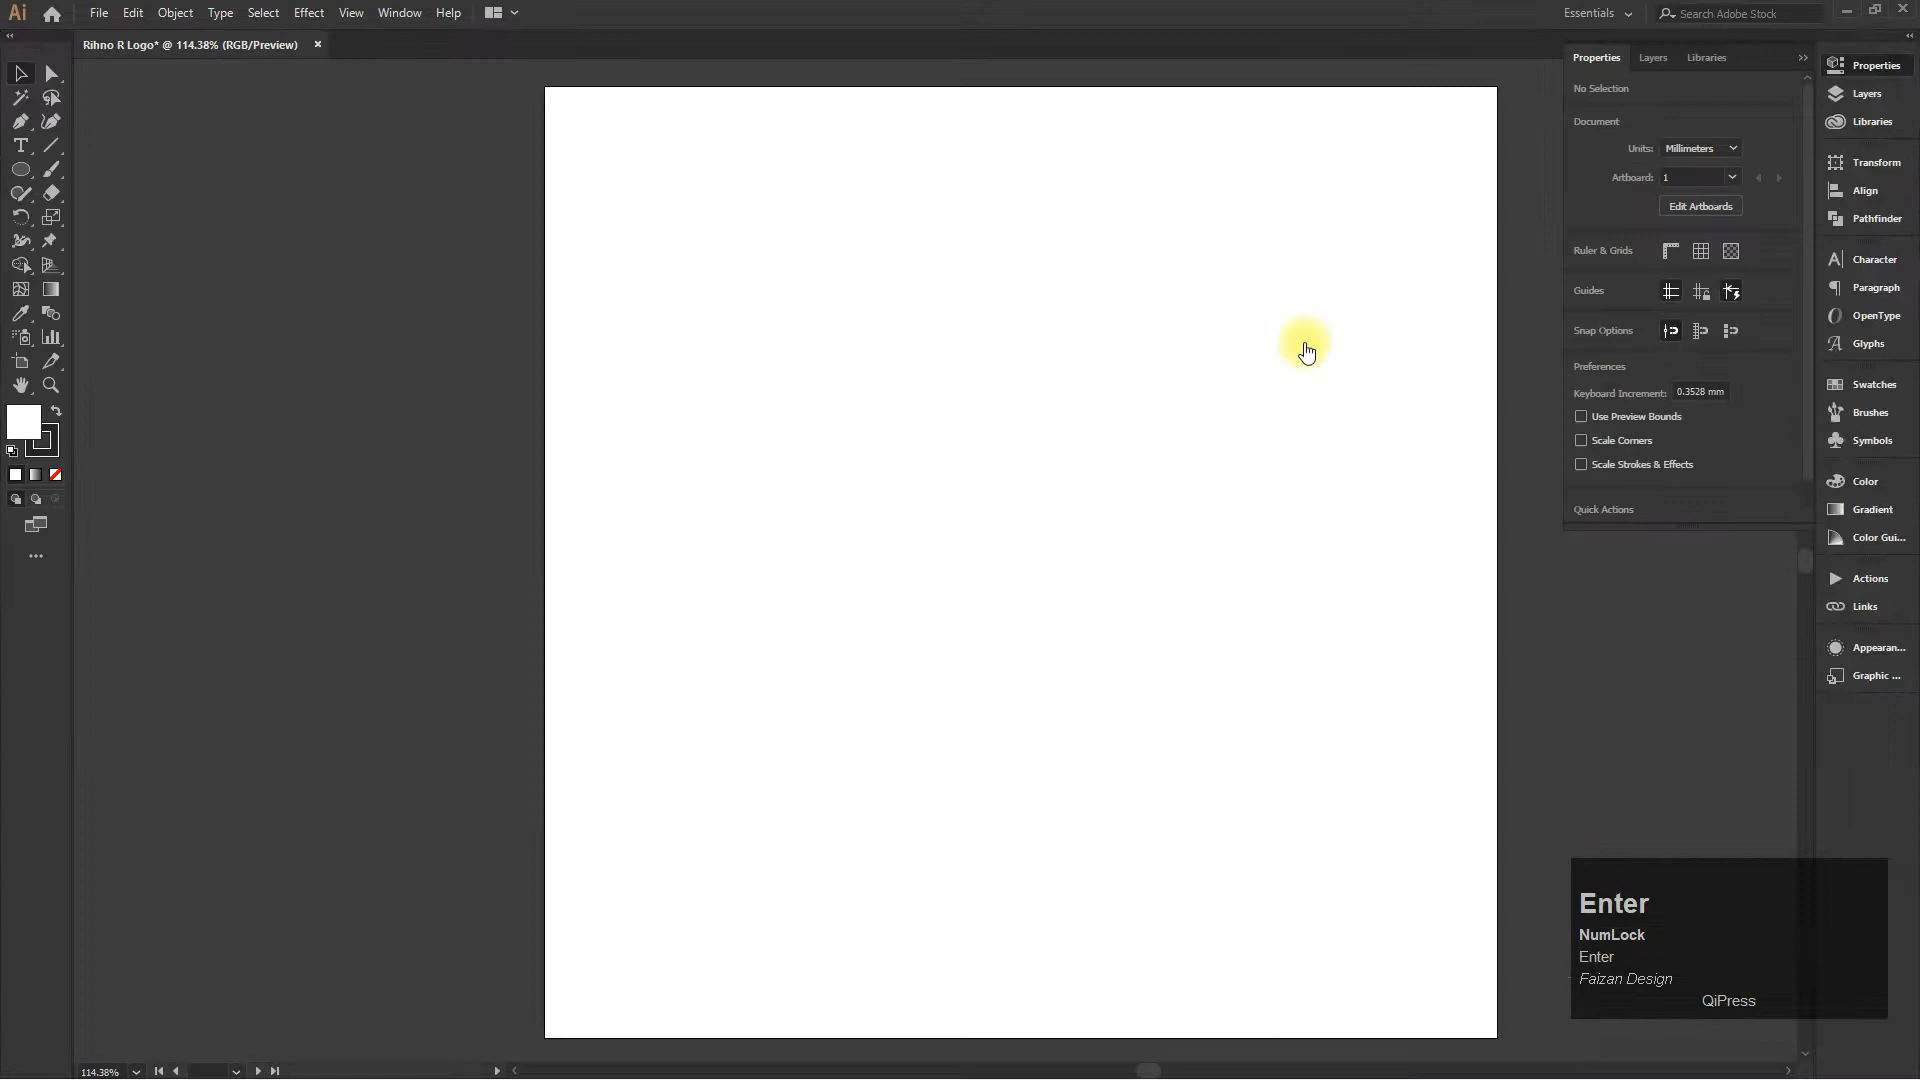 Ai
File Edit Object Type Select Effect View Window Help
Essentials
Search Adobe Stock
Rihno R Logo* @ 114.38% (RGB/Preview)
Properties Layers Libraries
No Selection
Document
Units: Millimeters
Artboard: 1
Edit Artboards
Ruler & Grids
Guides
Snap Options
Preferences
Keyboard Increment: 0.3528 mm
Use Preview Bounds
Scale Corners
Scale Strokes & Effects
Quick Actions
Properties
Layers
Libraries
Transform
Align
Pathfinder
Character
Paragraph
OpenType
Glyphs
Swatches
Brushes
Symbols
Color
Gradient
Color Gui...
Actions
Links
Appearan...
Graphic ...
Enter
NumLock
Enter
Faizan Design
QiPress
114.38%